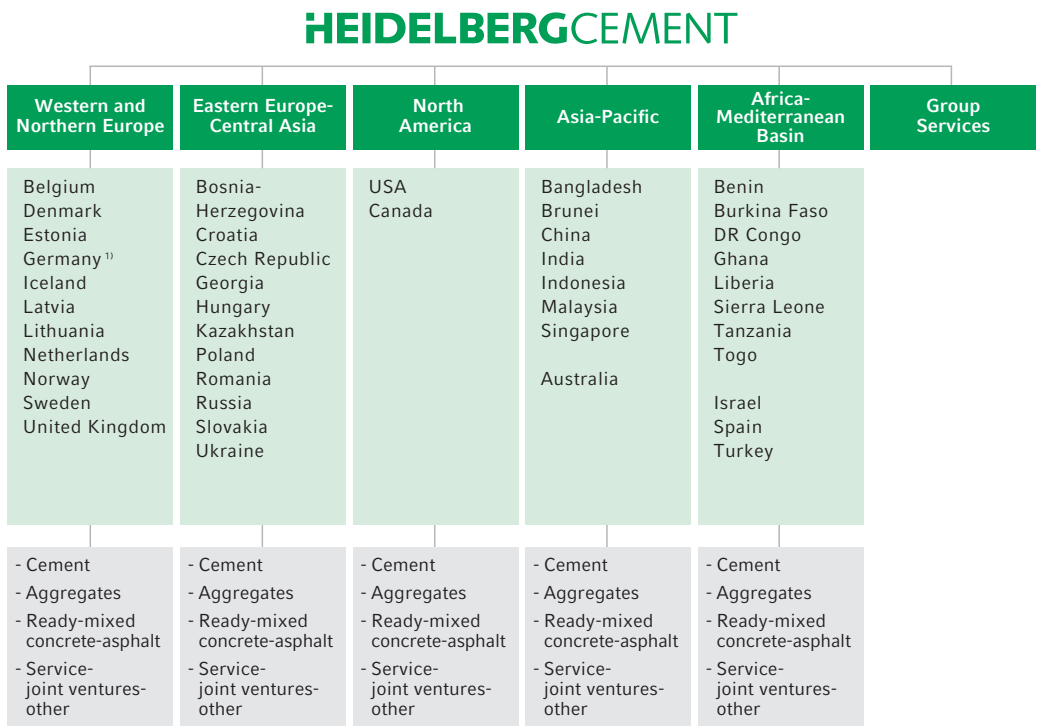 HEIDELBERGCEMENT
Western and
Northern Europe
Eastern Europe-
Central Asia
North
America
Asia-Pacific
Africa-
Mediterranean
Basin
Group
Services
Belgium
Denmark
Estonia
Germany ¹⁾
Iceland
Latvia
Lithuania
Netherlands
Norway
Sweden
United Kingdom
Bosnia-
Herzegovina
Croatia
Czech Republic
Georgia
Hungary
Kazakhstan
Poland
Romania
Russia
Slovakia
Ukraine
USA
Canada
Bangladesh
Brunei
China
India
Indonesia
Malaysia
Singapore
Australia
Benin
Burkina Faso
DR Congo
Ghana
Liberia
Sierra Leone
Tanzania
Togo
Israel
Spain
Turkey
- Cement
- Aggregates
- Ready-mixed
concrete-asphalt
- Service-
joint ventures-
other
- Cement
- Aggregates
- Ready-mixed
concrete-asphalt
- Service-
joint ventures-
other
- Cement
- Aggregates
- Ready-mixed
concrete-asphalt
- Service-
joint ventures-
other
- Cement
- Aggregates
- Ready-mixed
concrete-asphalt
- Service-
joint ventures-
other
- Cement
- Aggregates
- Ready-mixed
concrete-asphalt
- Service-
joint ventures-
other